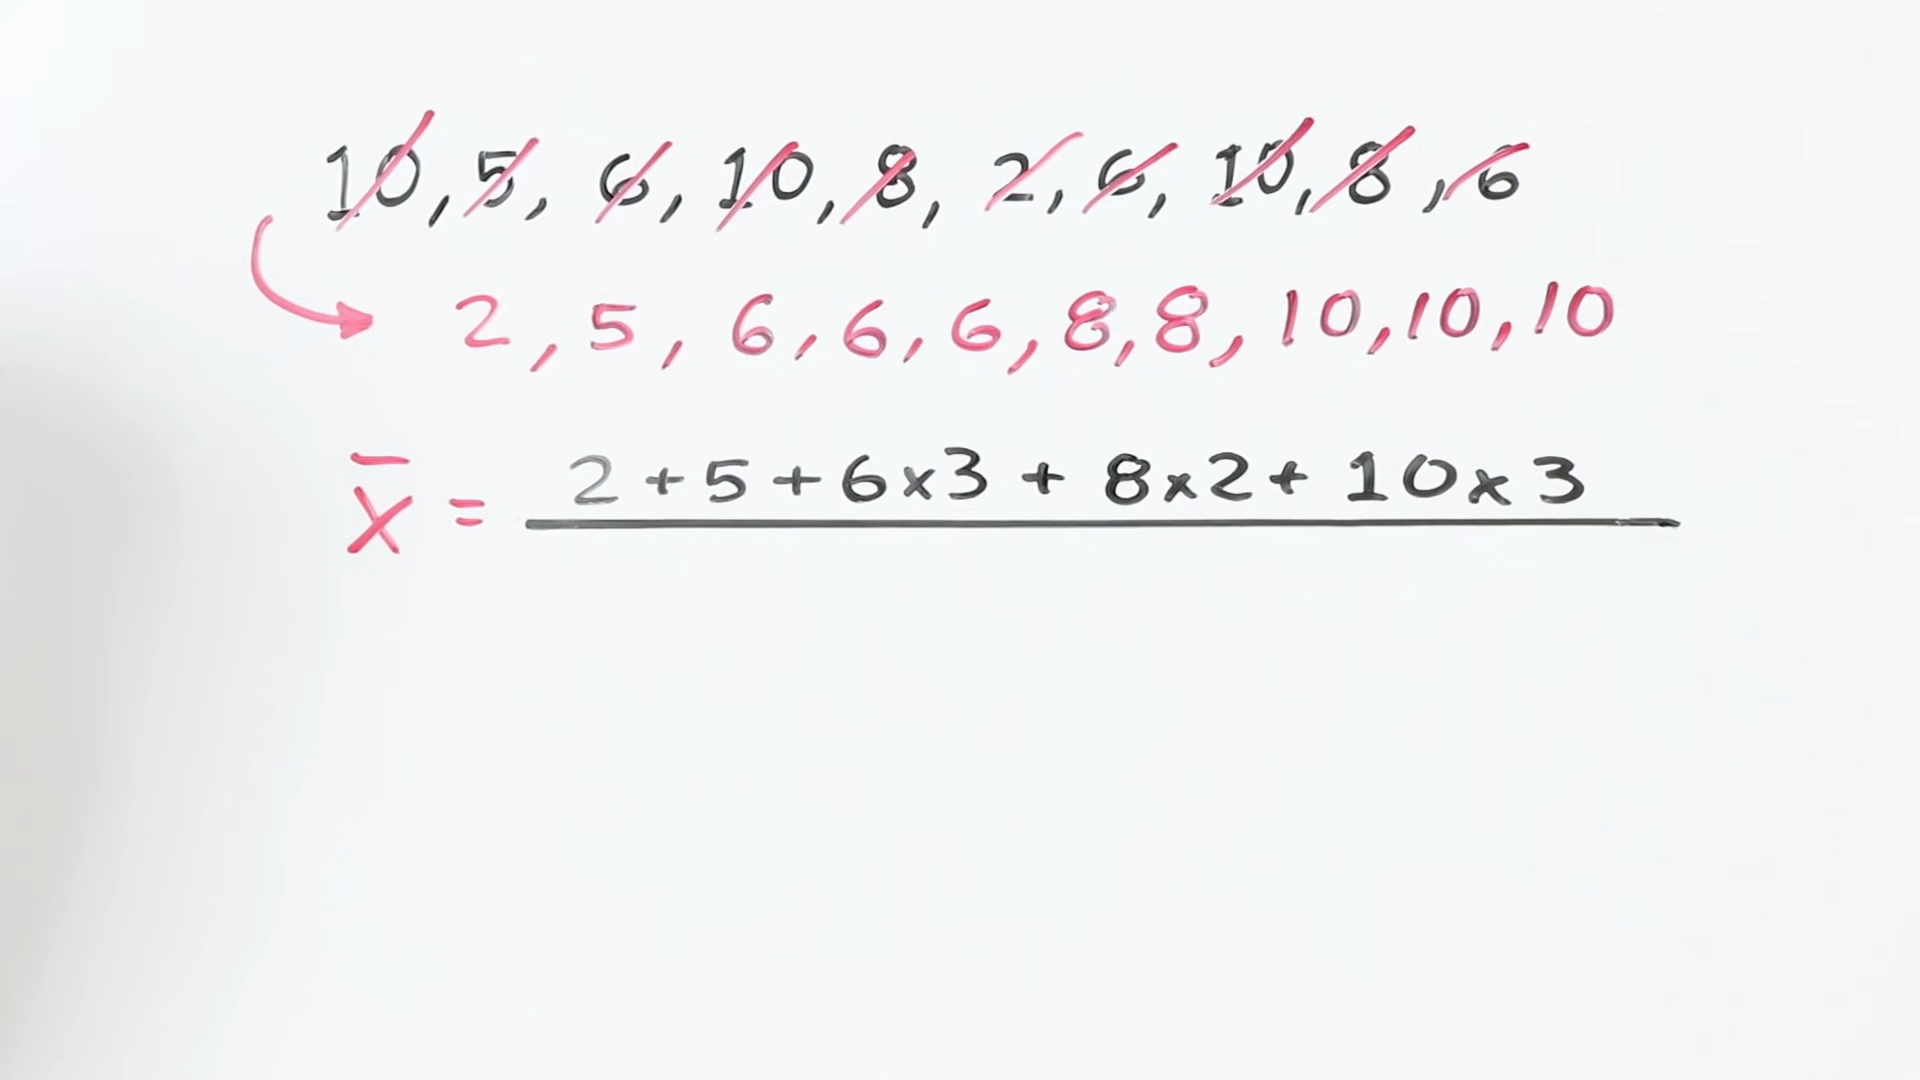 10, 5, 6, 10, 8, 2, 6, 10, 8, 6
2, 5, 6, 6, 6, 8, 8, 10, 10, 10
x̄ = 2 + 5 + 6x3 + 8x2 + 10x3